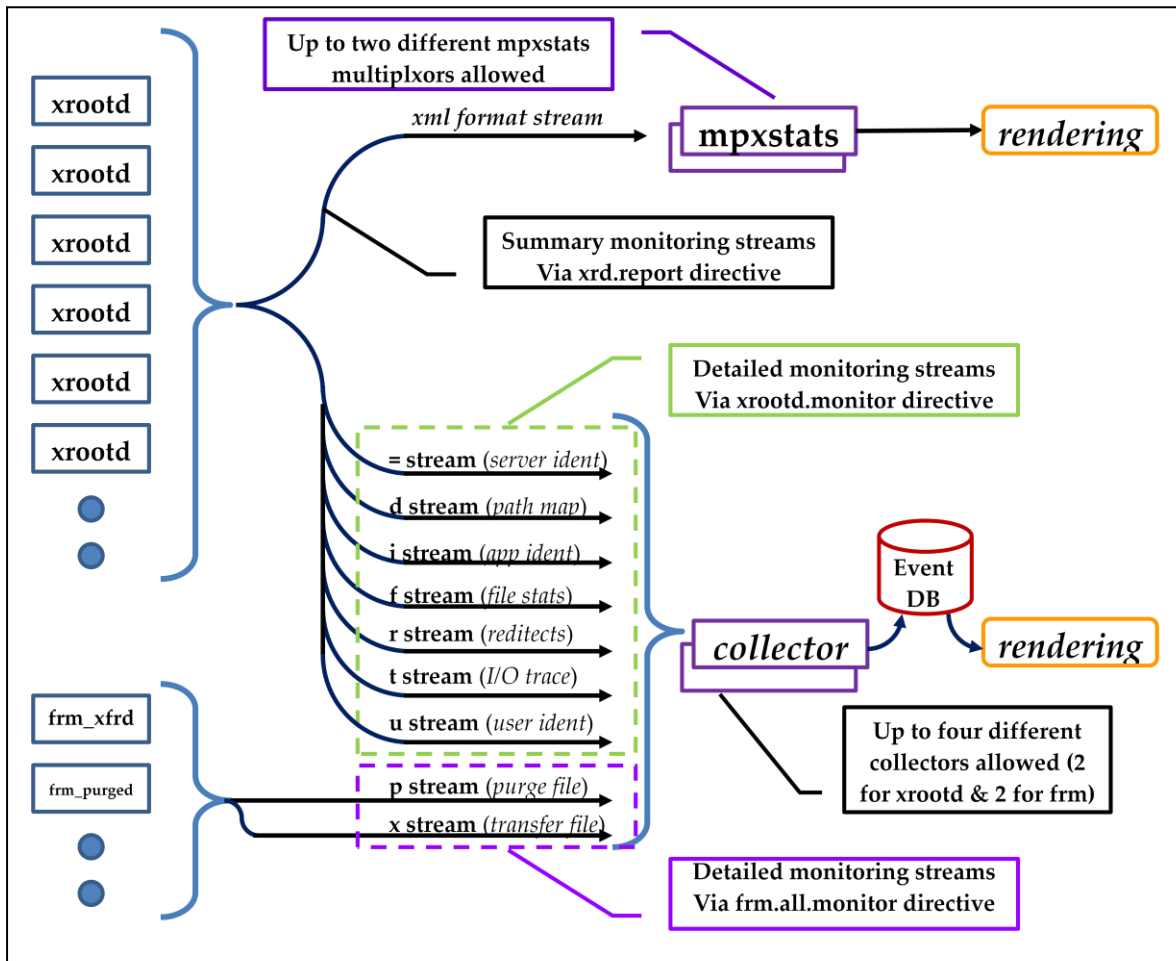 Up to two different mpxstats
multiplxors allowed
xrootd
xrootd
xrootd
xrootd
xrootd
xrootd
xml format stream
mpxstats
rendering
Summary monitoring streams
Via xrd.report directive
Detailed monitoring streams
Via xrootd.monitor directive
= stream (server ident)
d stream (path map)
i stream (app ident)
f stream (file stats)
r stream (reditects)
t stream (I/O trace)
u stream (user ident)
Event
DB
collector
rendering
frm_xfrd
frm_purged
p stream (purge file)
x stream (transfer file)
Up to four different
collectors allowed (2
for xrootd & 2 for frm)
Detailed monitoring streams
Via frm.all.monitor directive